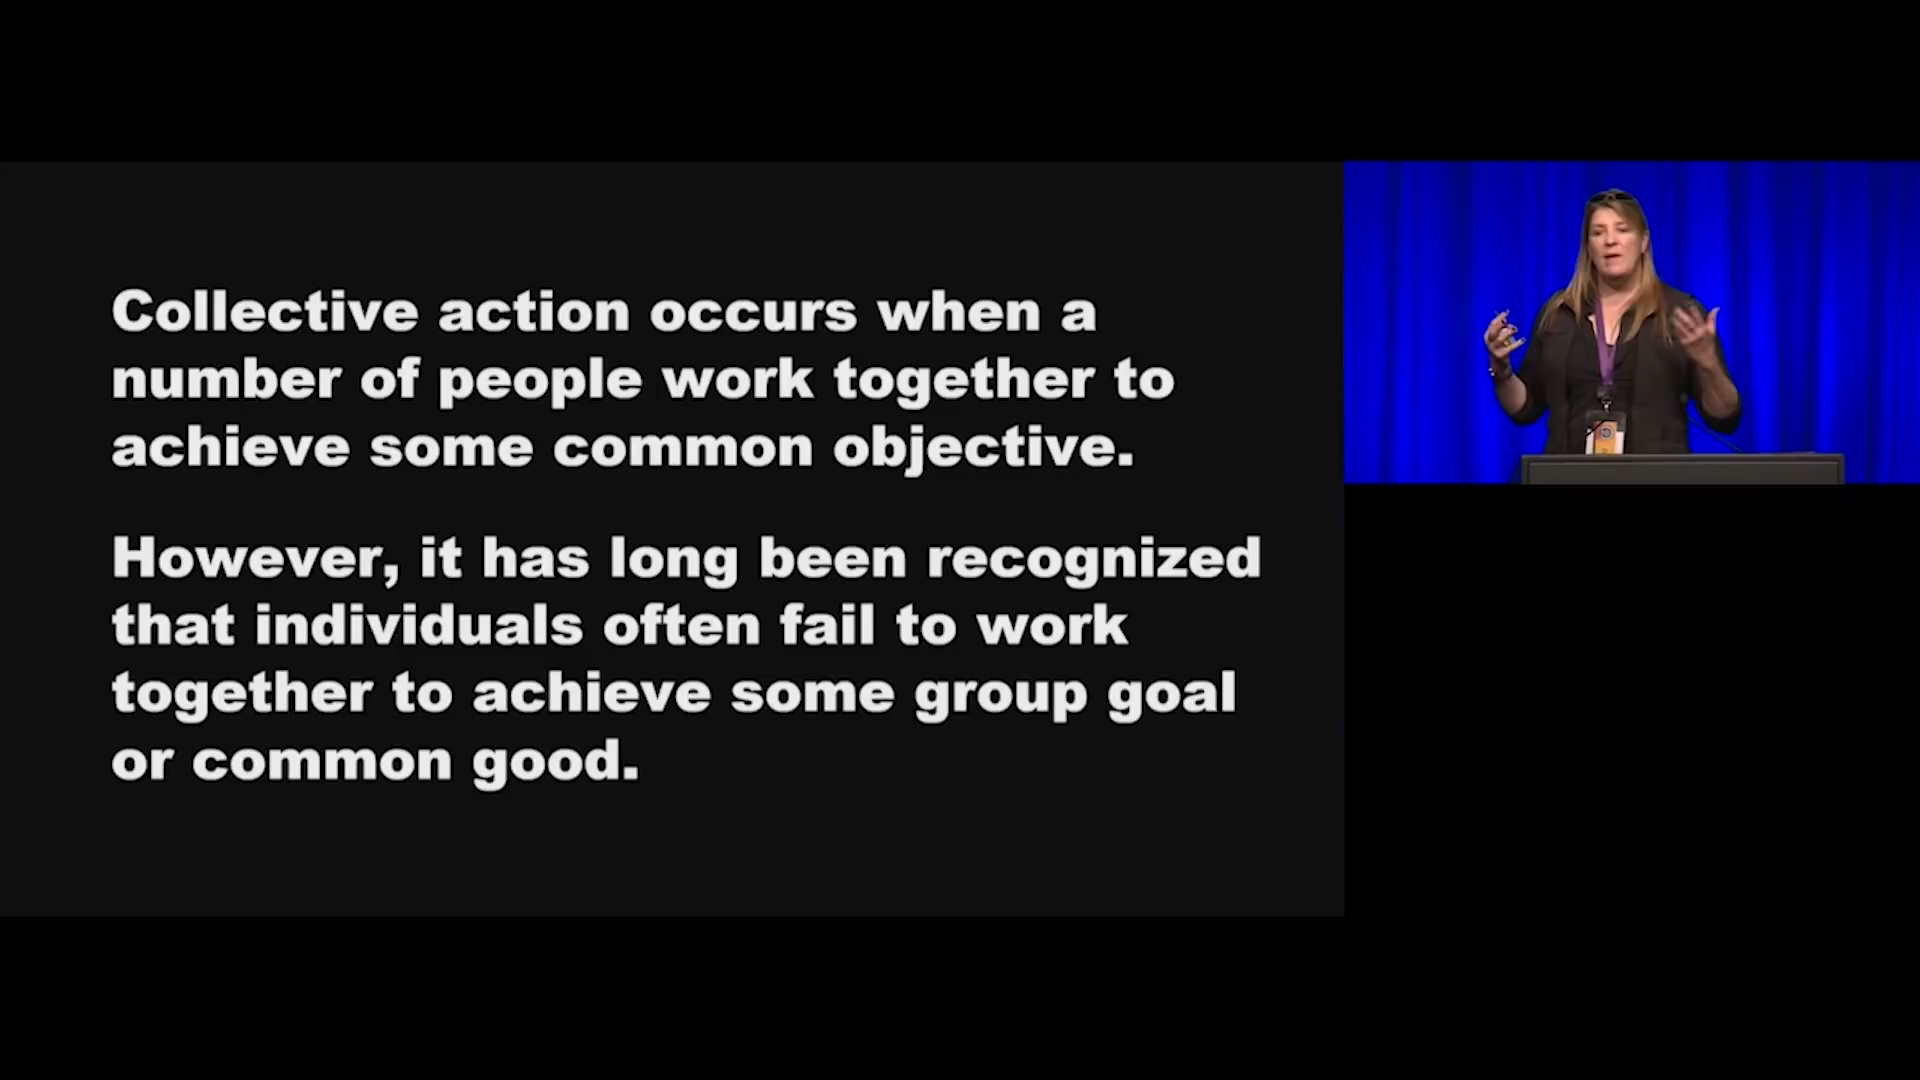 Collective action occurs when a
number of people work together to
achieve some common objective.
However, it has long been recognized
that individuals often fail to work
together to achieve some group goal
or common good.